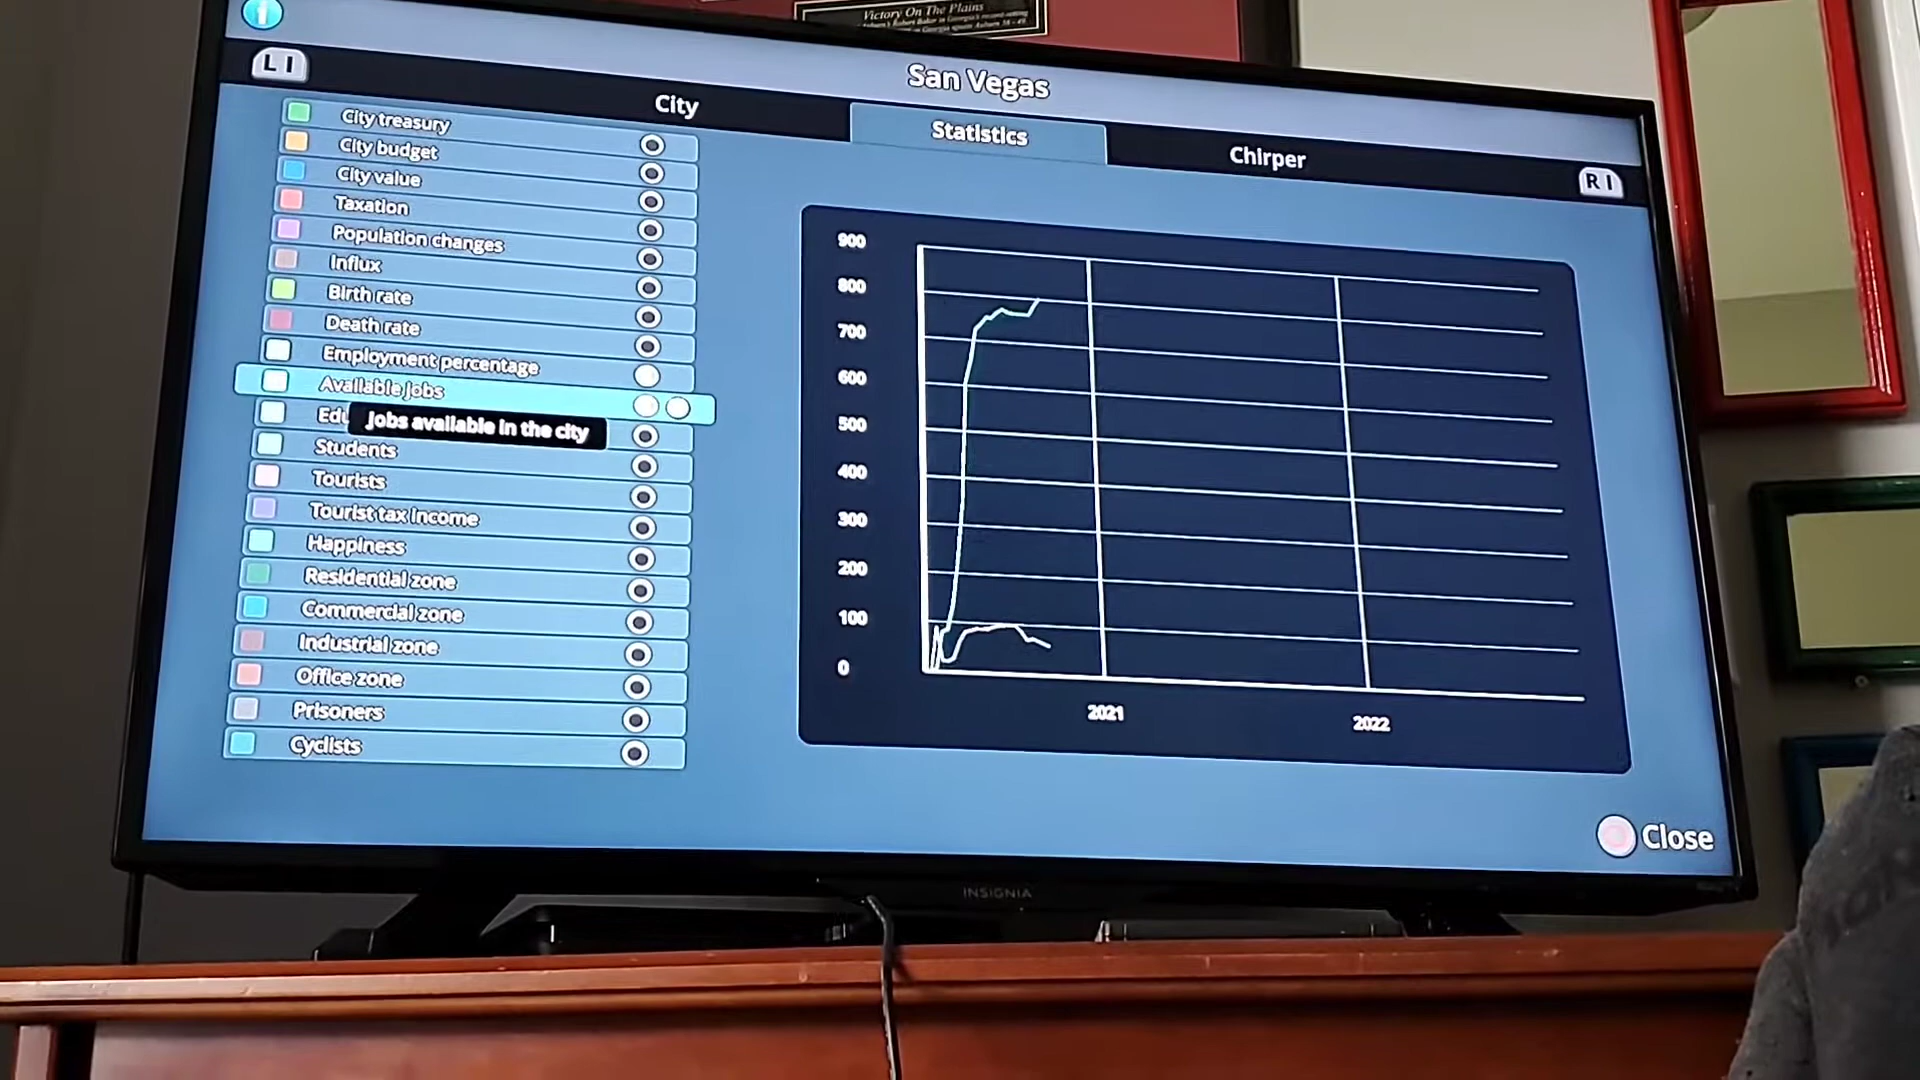 Victory On The Plains
L1
San Vegas
R1
City
Statistics
Chirper
City treasury
City budget
City value
Taxation
Population changes
Influx
Birth rate
Death rate
Employment percentage
Available jobs
Edu
Jobs available in the city
Students
Tourists
Tourist tax income
Happiness
Residential zone
Commercial zone
Industrial zone
Office zone
Prisoners
Cyclists
900
800
700
600
500
400
300
200
100
0
2021
2022
Close
INSIGNIA